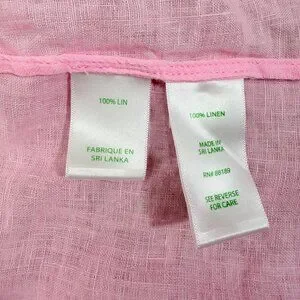 100% LIN
FABRIQUE EN
SRI LANKA
100% LINEN
MADE IN
SRI LANKA
RN# 88189
SEE REVERSE
FOR CARE